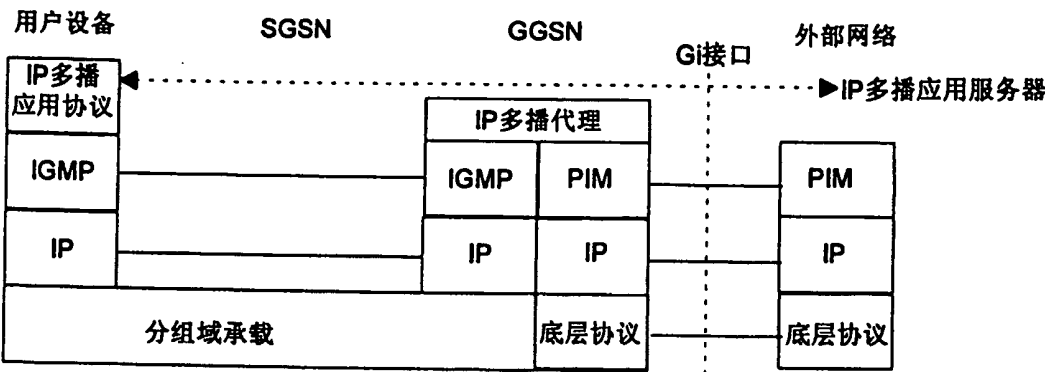 用户设备
SGSN
GGSN
Gi接口
外部网络
IP多播
应用协议
IP多播应用服务器
IP多播代理
IGMP
IGMP
PIM
PIM
IP
IP
IP
IP
分组域承载
底层协议
底层协议